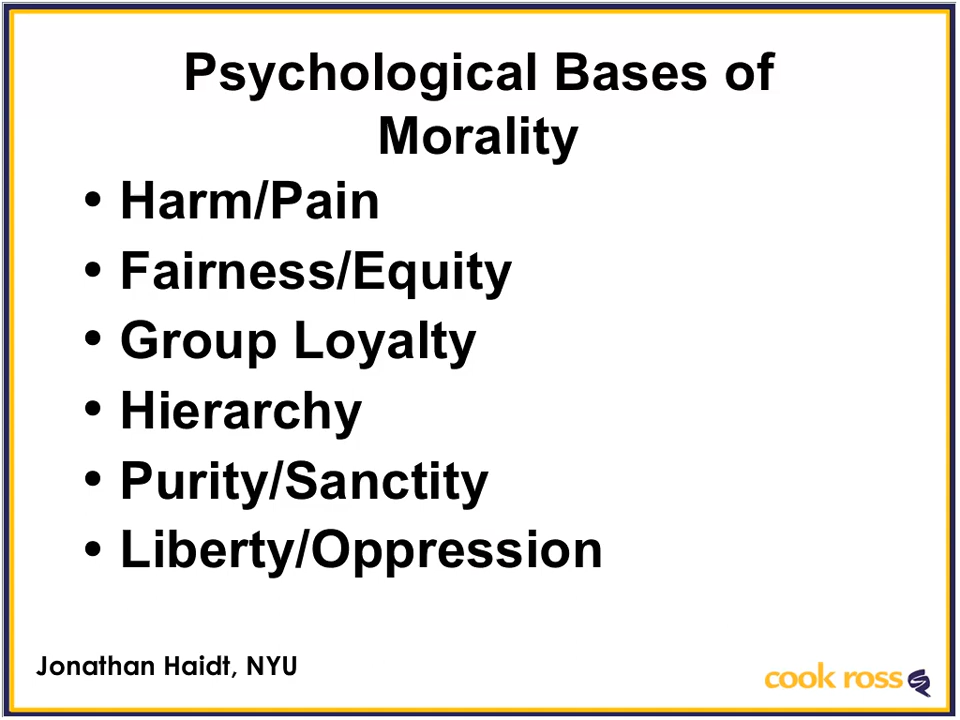 Psychological Bases of
Morality
• Harm/Pain
• Fairness/Equity
• Group Loyalty
• Hierarchy
• Purity/Sanctity
• Liberty/Oppression
Jonathan Haidt, NYU
cook ross